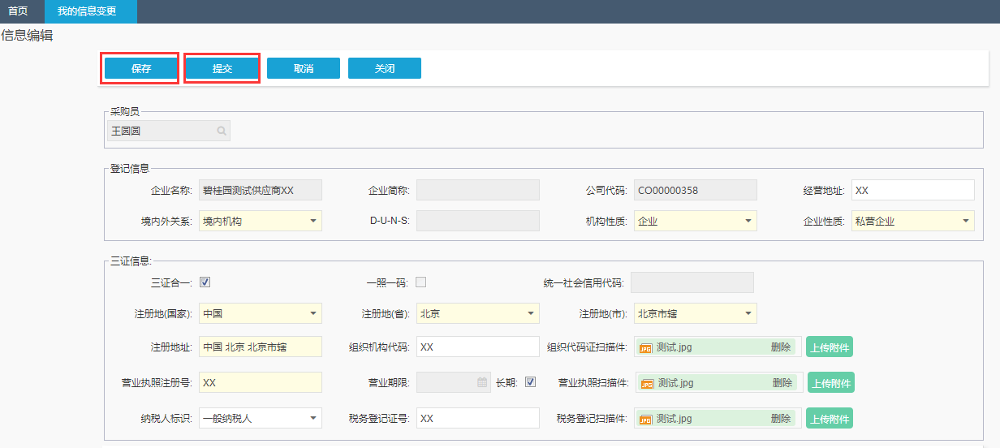 首页 我的信息变更
信息编辑
保存 提交 取消 关闭
采购员
王圆圆
登记信息
企业名称: 碧桂园测试供应商XX 企业简称: 公司代码: CO00000358 经营地址: XX
境内外关系: 境内机构 D-U-N-S: 机构性质: 企业 企业性质: 私营企业
三证信息:
三证合一: 一照一码: 统一社会信用代码:
注册地(国家): 中国 注册地(省): 北京 注册地(市): 北京市辖
注册地址: 中国 北京 北京市辖 组织机构代码: XX 组织代码证扫描件: JPG 测试.jpg 删除 上传附件
营业执照注册号: XX 营业期限: 长期: 营业执照扫描件: JPG 测试.jpg 删除 上传附件
纳税人标识: 一般纳税人 税务登记证号: XX 税务登记扫描件: JPG 测试.jpg 删除 上传附件